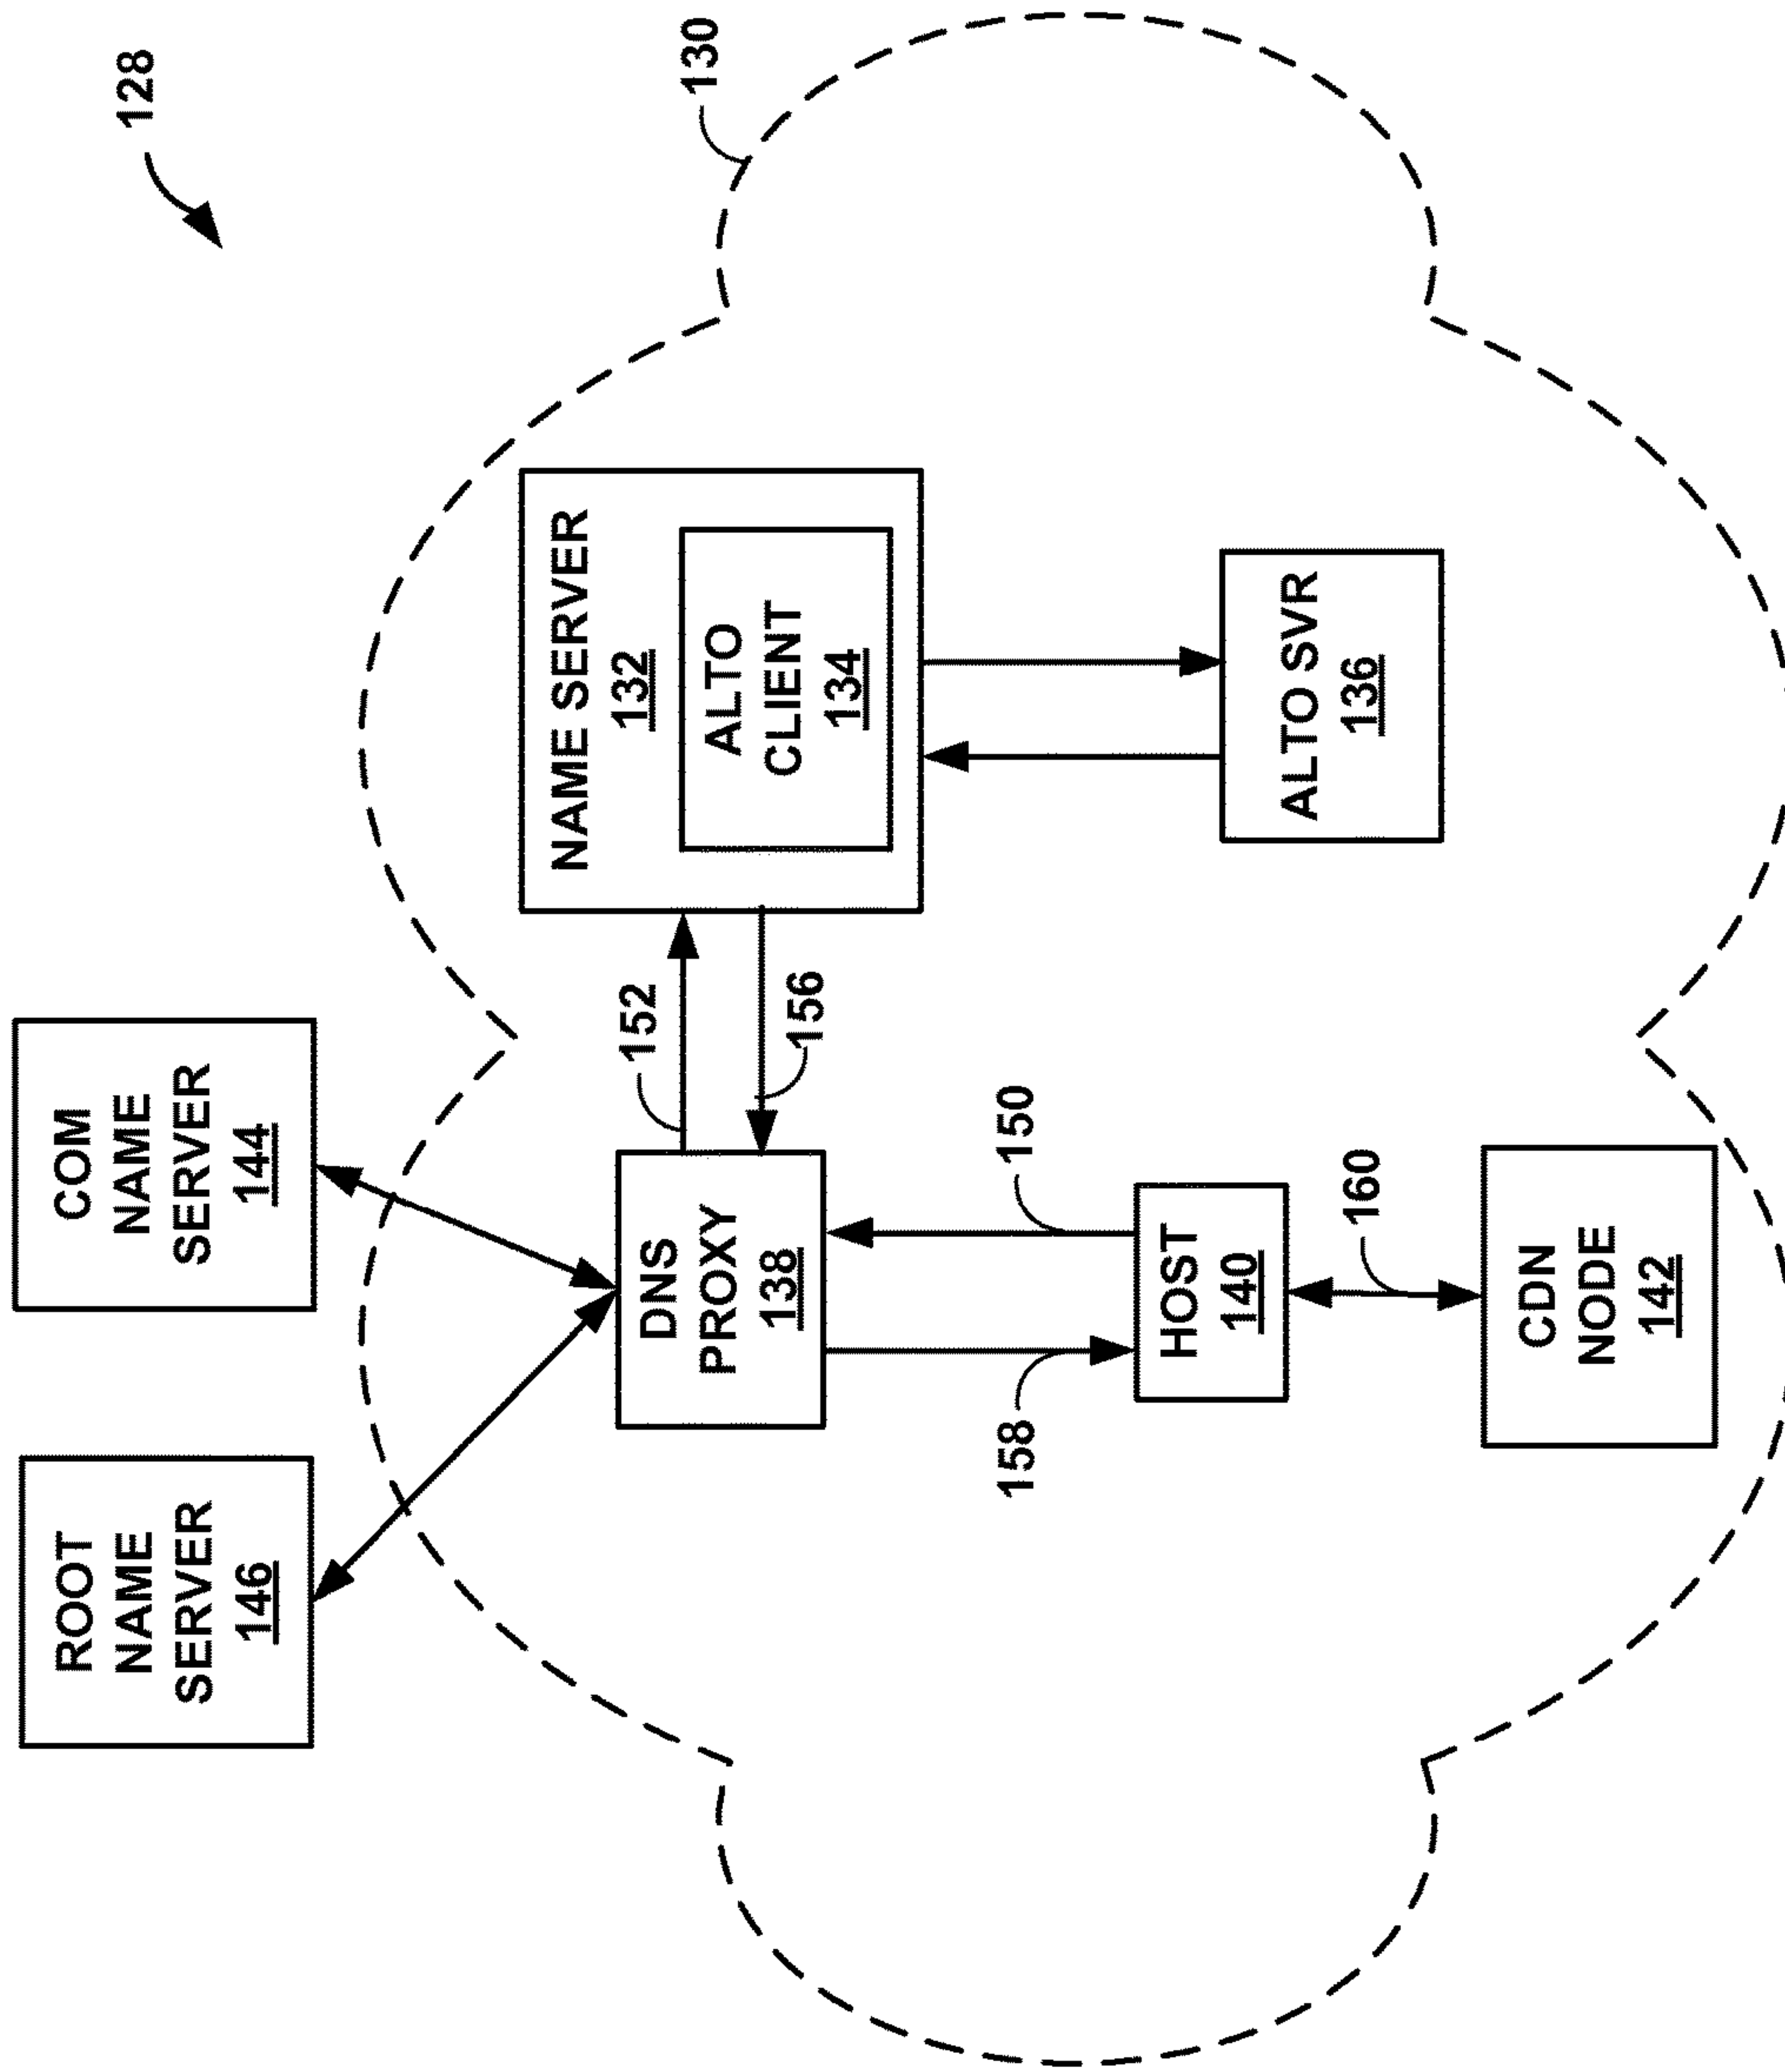 128
ROOT
NAME
SERVER
146
COM
NAME
SERVER
144
130
NAME SERVER
132
ALTO
CLIENT
134
152
156
DNS
PROXY
138
158
150
HOST
140
ALTO SVR
136
160
CDN
NODE
142